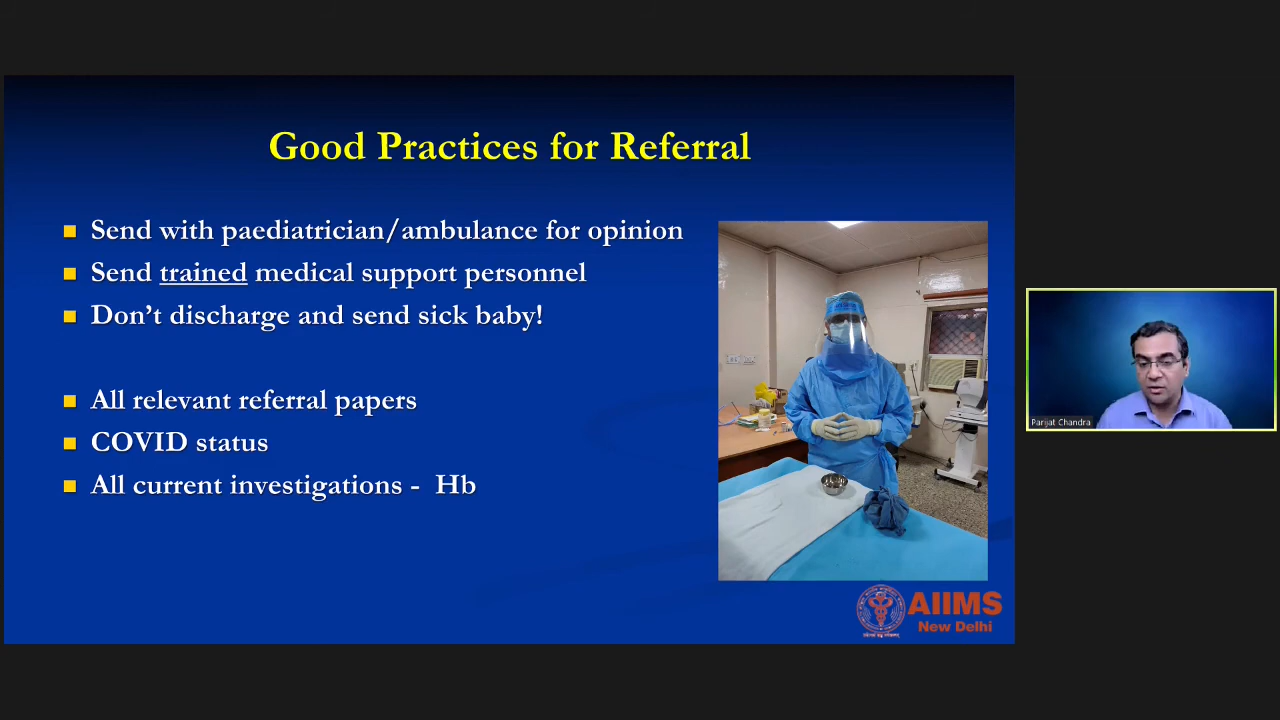 Good Practices for Referral
Send with paediatrician/ambulance for opinion
Send trained medical support personnel
Don't discharge and send sick baby!
All relevant referral papers
COVID status
All current investigations - Hb
AIIMS
New Delhi
Parijat Chandra